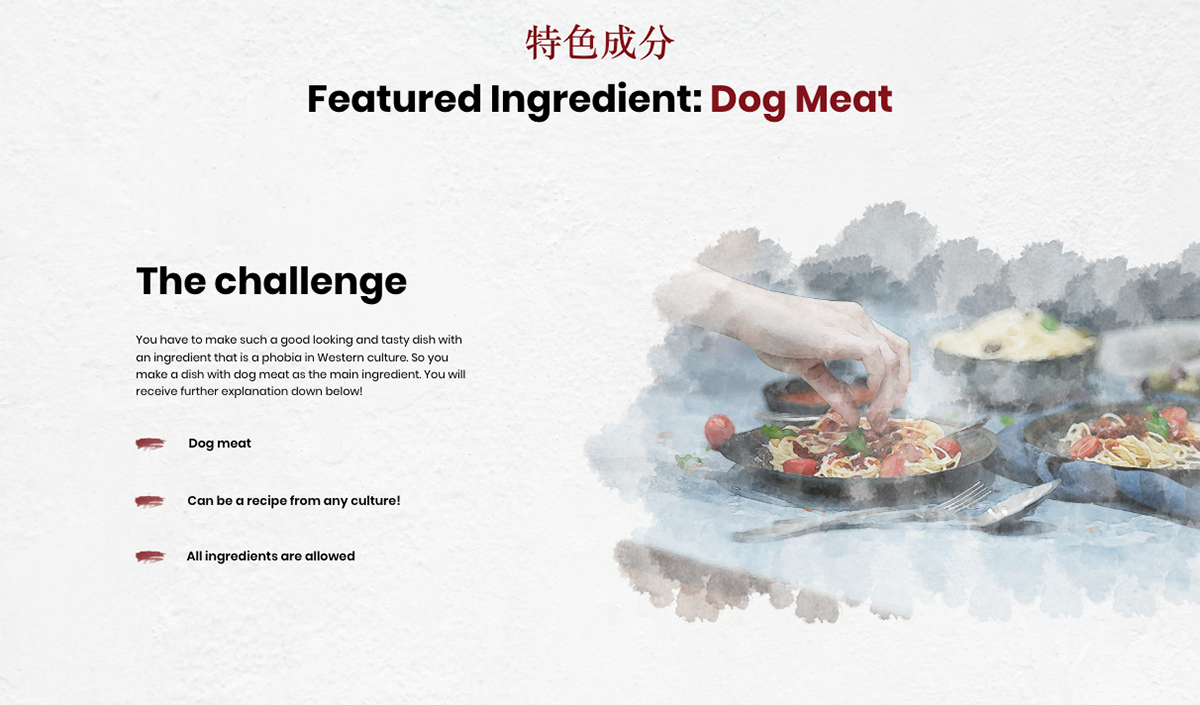 特色成分
Featured Ingredient: Dog Meat
The challenge
You have to make such a good looking and tasty dish with
an ingredient that is a phobia in Western culture. So you
make a dish with dog meat as the main ingredient. You will
receive further explanation down below!
Dog meat
Can be a recipe from any culture!
All ingredients are allowed